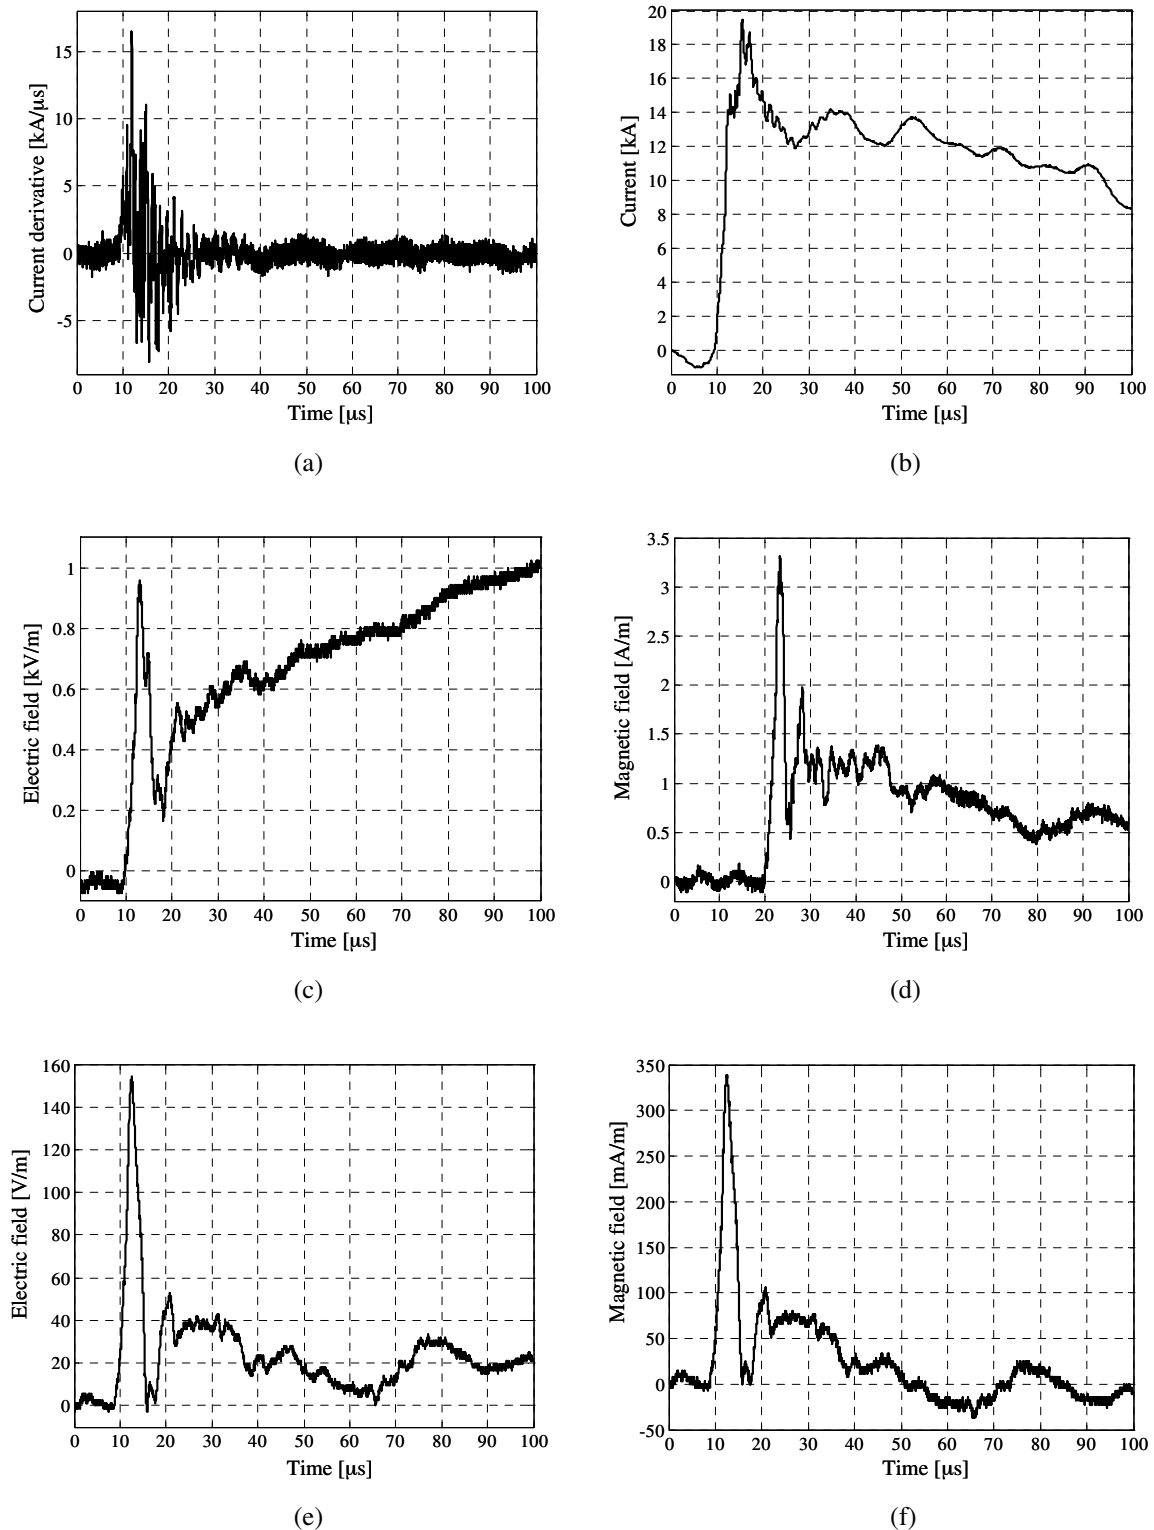 15
10
5
0
-5
Current derivative [kA/µs]
0 10 20 30 40 50 60 70 80 90 100
Time [µs]
(a)
20
18
16
14
12
10
8
6
4
2
0
Current [kA]
0 10 20 30 40 50 60 70 80 90 100
Time [µs]
(b)
1
0.8
0.6
0.4
0.2
0
Electric field [kV/m]
0 10 20 30 40 50 60 70 80 90 100
Time [µs]
(c)
3.5
3
2.5
2
1.5
1
0.5
0
Magnetic field [A/m]
0 10 20 30 40 50 60 70 80 90 100
Time [µs]
(d)
160
140
120
100
80
60
40
20
0
Electric field [V/m]
0 10 20 30 40 50 60 70 80 90 100
Time [µs]
(e)
350
300
250
200
150
100
50
0
-50
Magnetic field [mA/m]
0 10 20 30 40 50 60 70 80 90 100
Time [µs]
(f)